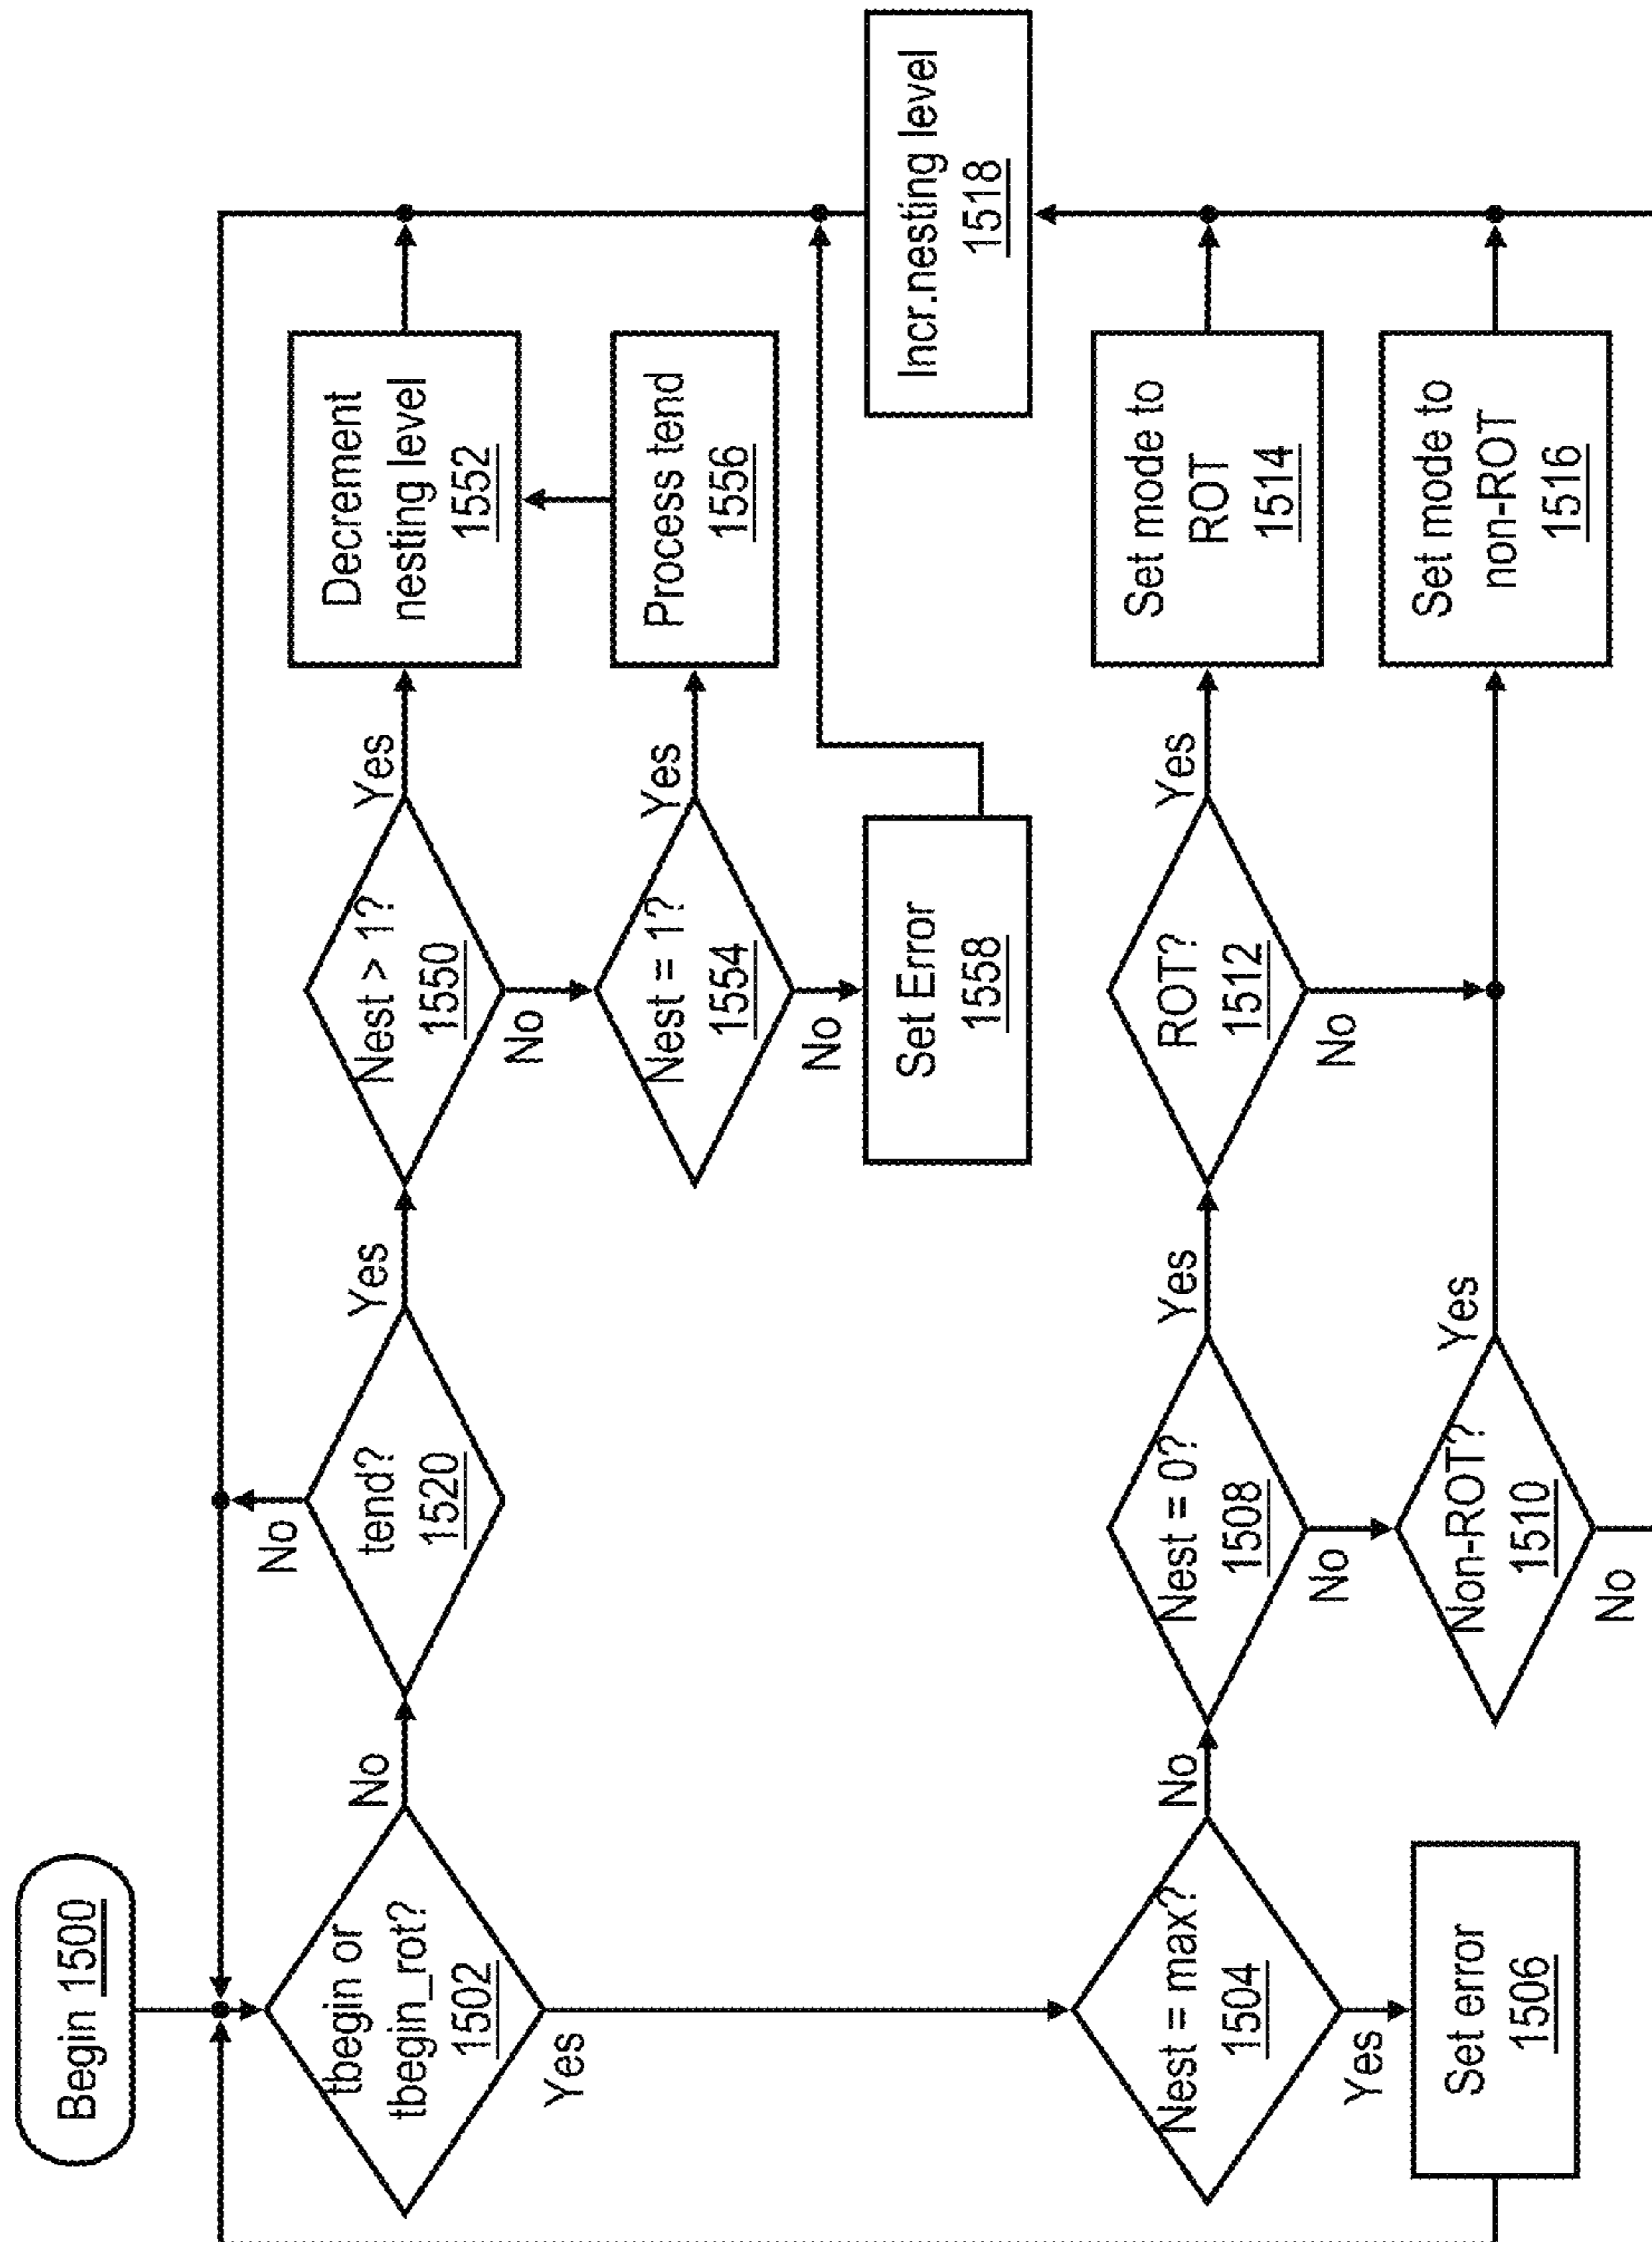 Begin 1500
tbegin or
tbegin_rot?
1502
No
Yes
tend?
1520
No
Yes
Nest > 1?
1550
Yes
No
Decrement
nesting level
1552
Nest = 1?
1554
Yes
No
Process tend
1556
Set Error
1558
Incr.nesting level
1518
Nest = max?
1504
No
Yes
Set error
1506
Nest = 0?
1508
Yes
No
ROT?
1512
Yes
No
Set mode to
ROT
1514
Non-ROT?
1510
Yes
No
Set mode to
non-ROT
1516